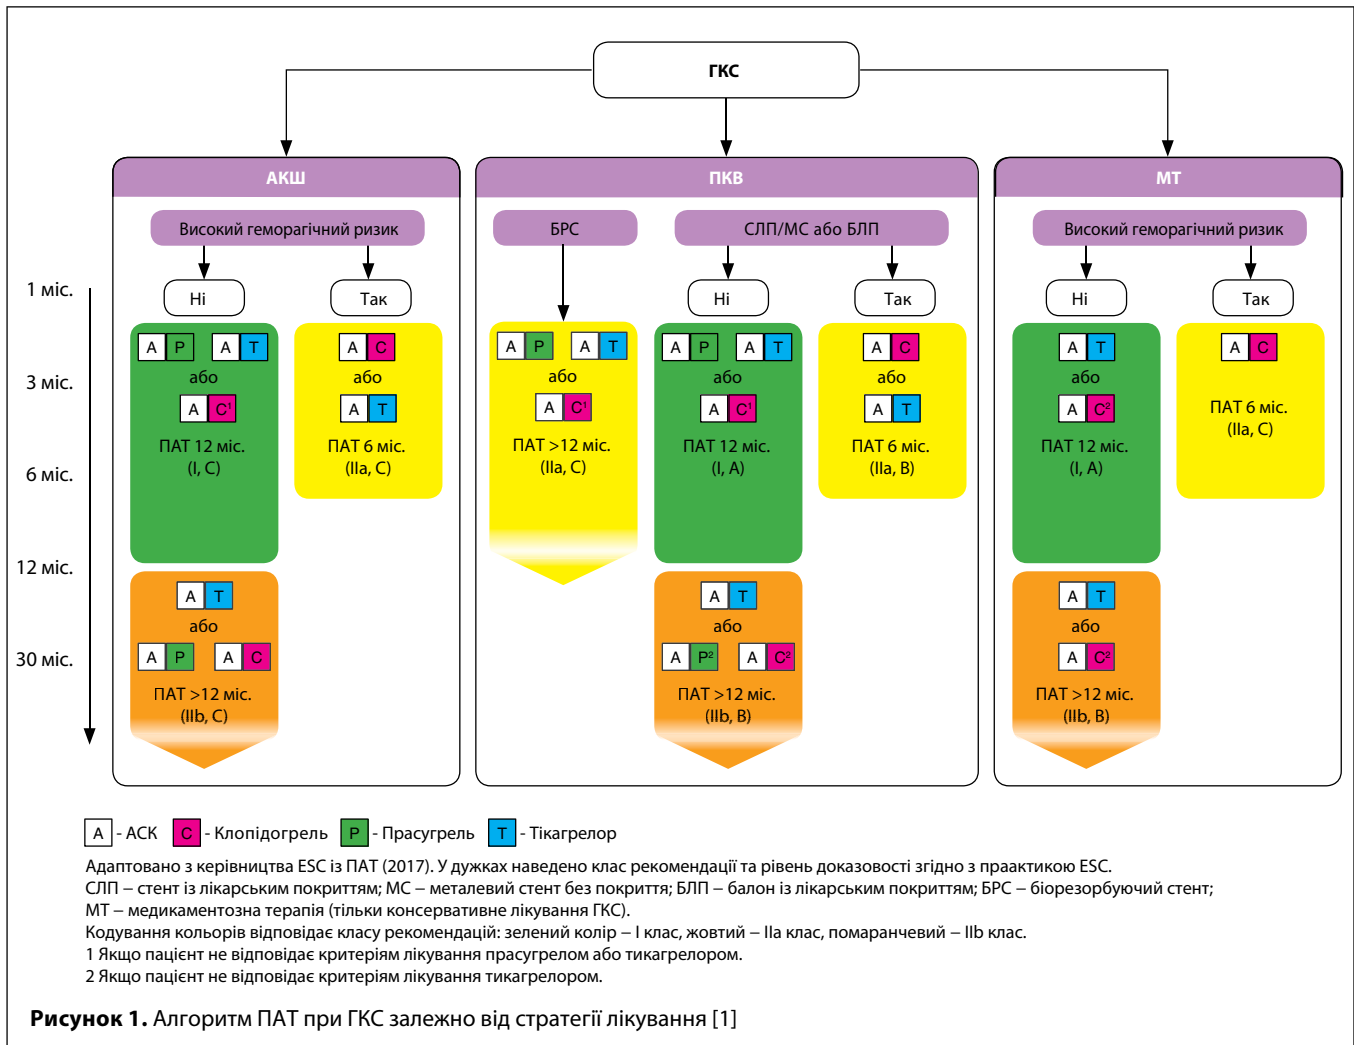 ГКС
АКШ
Високий геморагічний ризик
Ні
Так
A P A T
або
A C¹
ПАТ 12 міс.
(I, C)
A C
або
A T
ПАТ 6 міс.
(IIa, C)
A T
або
A P A C
ПАТ >12 міс.
(IIb, C)
ПКВ
БРС
A P A T
або
A C¹
ПАТ >12 міс.
(IIa, C)
СЛП/МС або БЛП
Ні
Так
A P A T
або
A C¹
ПАТ 12 міс.
(I, A)
A C
або
A T
ПАТ 6 міс.
(IIa, B)
A T
або
A P² A C²
ПАТ >12 міс.
(IIb, B)
МТ
Високий геморагічний ризик
Ні
Так
A T
або
A C²
ПАТ 12 міс.
(I, A)
A C
ПАТ 6 міс.
(IIa, C)
A T
або
A C²
ПАТ >12 міс.
(IIb, B)
1 міс.
3 міс.
6 міс.
12 міс.
30 міс.
A - АСК C - Клопідогрель P - Прасугрель T - Тікагрелор
Адаптовано з керівництва ESC із ПАТ (2017). У дужках наведено клас рекомендації та рівень доказовості згідно з праактикою ESC.
СЛП – стент із лікарським покриттям; МС – металевий стент без покриття; БЛП – балон із лікарським покриттям; БРС – біорезорбуючий стент;
МТ – медикаментозна терапія (тільки консервативне лікування ГКС).
Кодування кольорів відповідає класу рекомендацій: зелений колір – I клас, жовтий – IIa клас, помаранчевий – IIb клас.
1 Якщо пацієнт не відповідає критеріям лікування прасугрелом або тикагрелором.
2 Якщо пацієнт не відповідає критеріям лікування тикагрелором.
Рисунок 1. Алгоритм ПАТ при ГКС залежно від стратегії лікування [1]